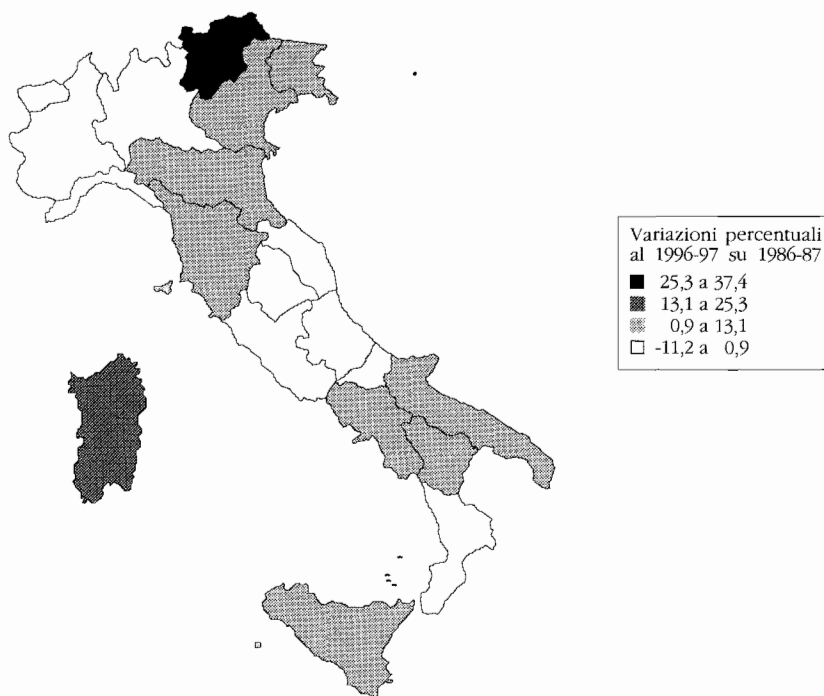 Variazioni percentuali
al 1996-97 su 1986-87
25,3 a 37,4
13,1 a 25,3
0,9 a 13,1
-11,2 a 0,9